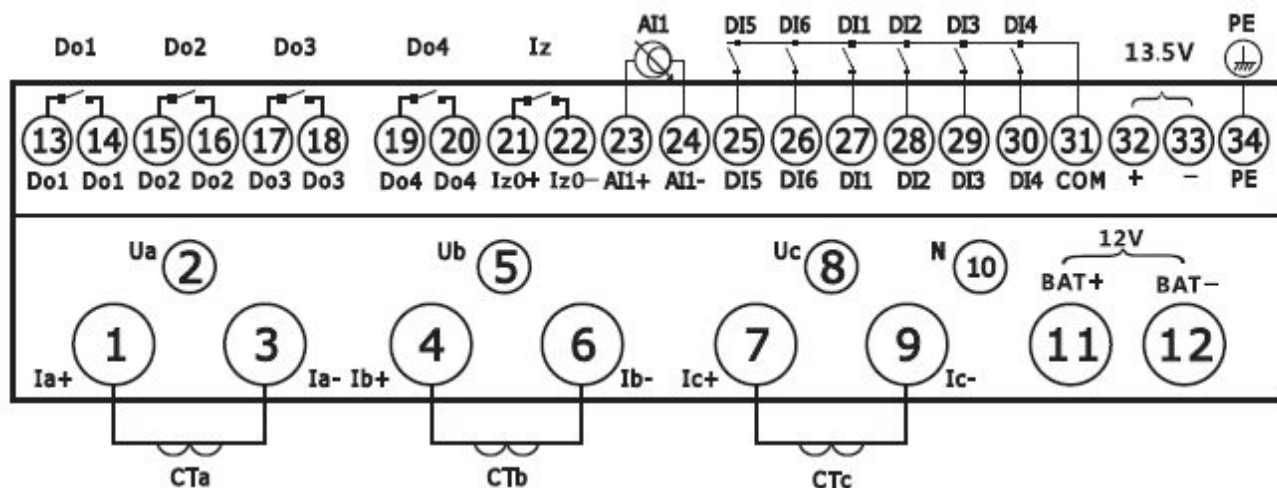 AI1 DI5 DI6 DI1 DI2 DI3 DI4 PE
Do1 Do2 Do3 Do4 Iz 13.5V
13 14 15 16 17 18 19 20 21 22 23 24 25 26 27 28 29 30 31 32 33 34
Do1 Do1 Do2 Do2 Do3 Do3 Do4 Do4 Iz0+ Iz0- AI1+ AI1- DI5 DI6 DI1 DI2 DI3 DI4 COM + - PE
Ua 2 Ub 5 Uc 8 N 10 12V
BAT+ BAT-
1 3 4 6 7 9 11 12
Ia+ Ia- Ib+ Ib- Ic+ Ic-
CTa CTb CTc